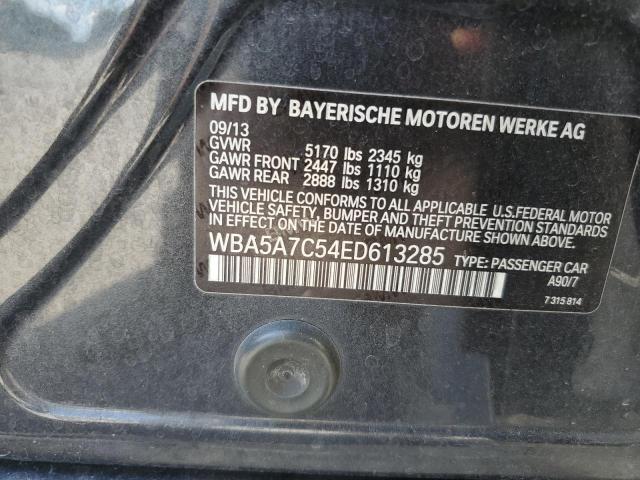 MFD BY BAYERISCHE MOTOREN WERKE AG
09/13
GVWR 5170 lbs 2345 kg
GAWR FRONT 2447 lbs 1110 kg
GAWR REAR 2888 lbs 1310 kg
THIS VEHICLE CONFORMS TO ALL APPLICABLE U.S.FEDERAL MOTOR
VEHICLE SAFETY, BUMPER AND THEFT PREVENTION STANDARDS
IN EFFECT ON THE DATE OF MANUFACTURE SHOWN ABOVE.
WBA5A7C54ED613285 TYPE: PASSENGER CAR
A90/7
7 315 814